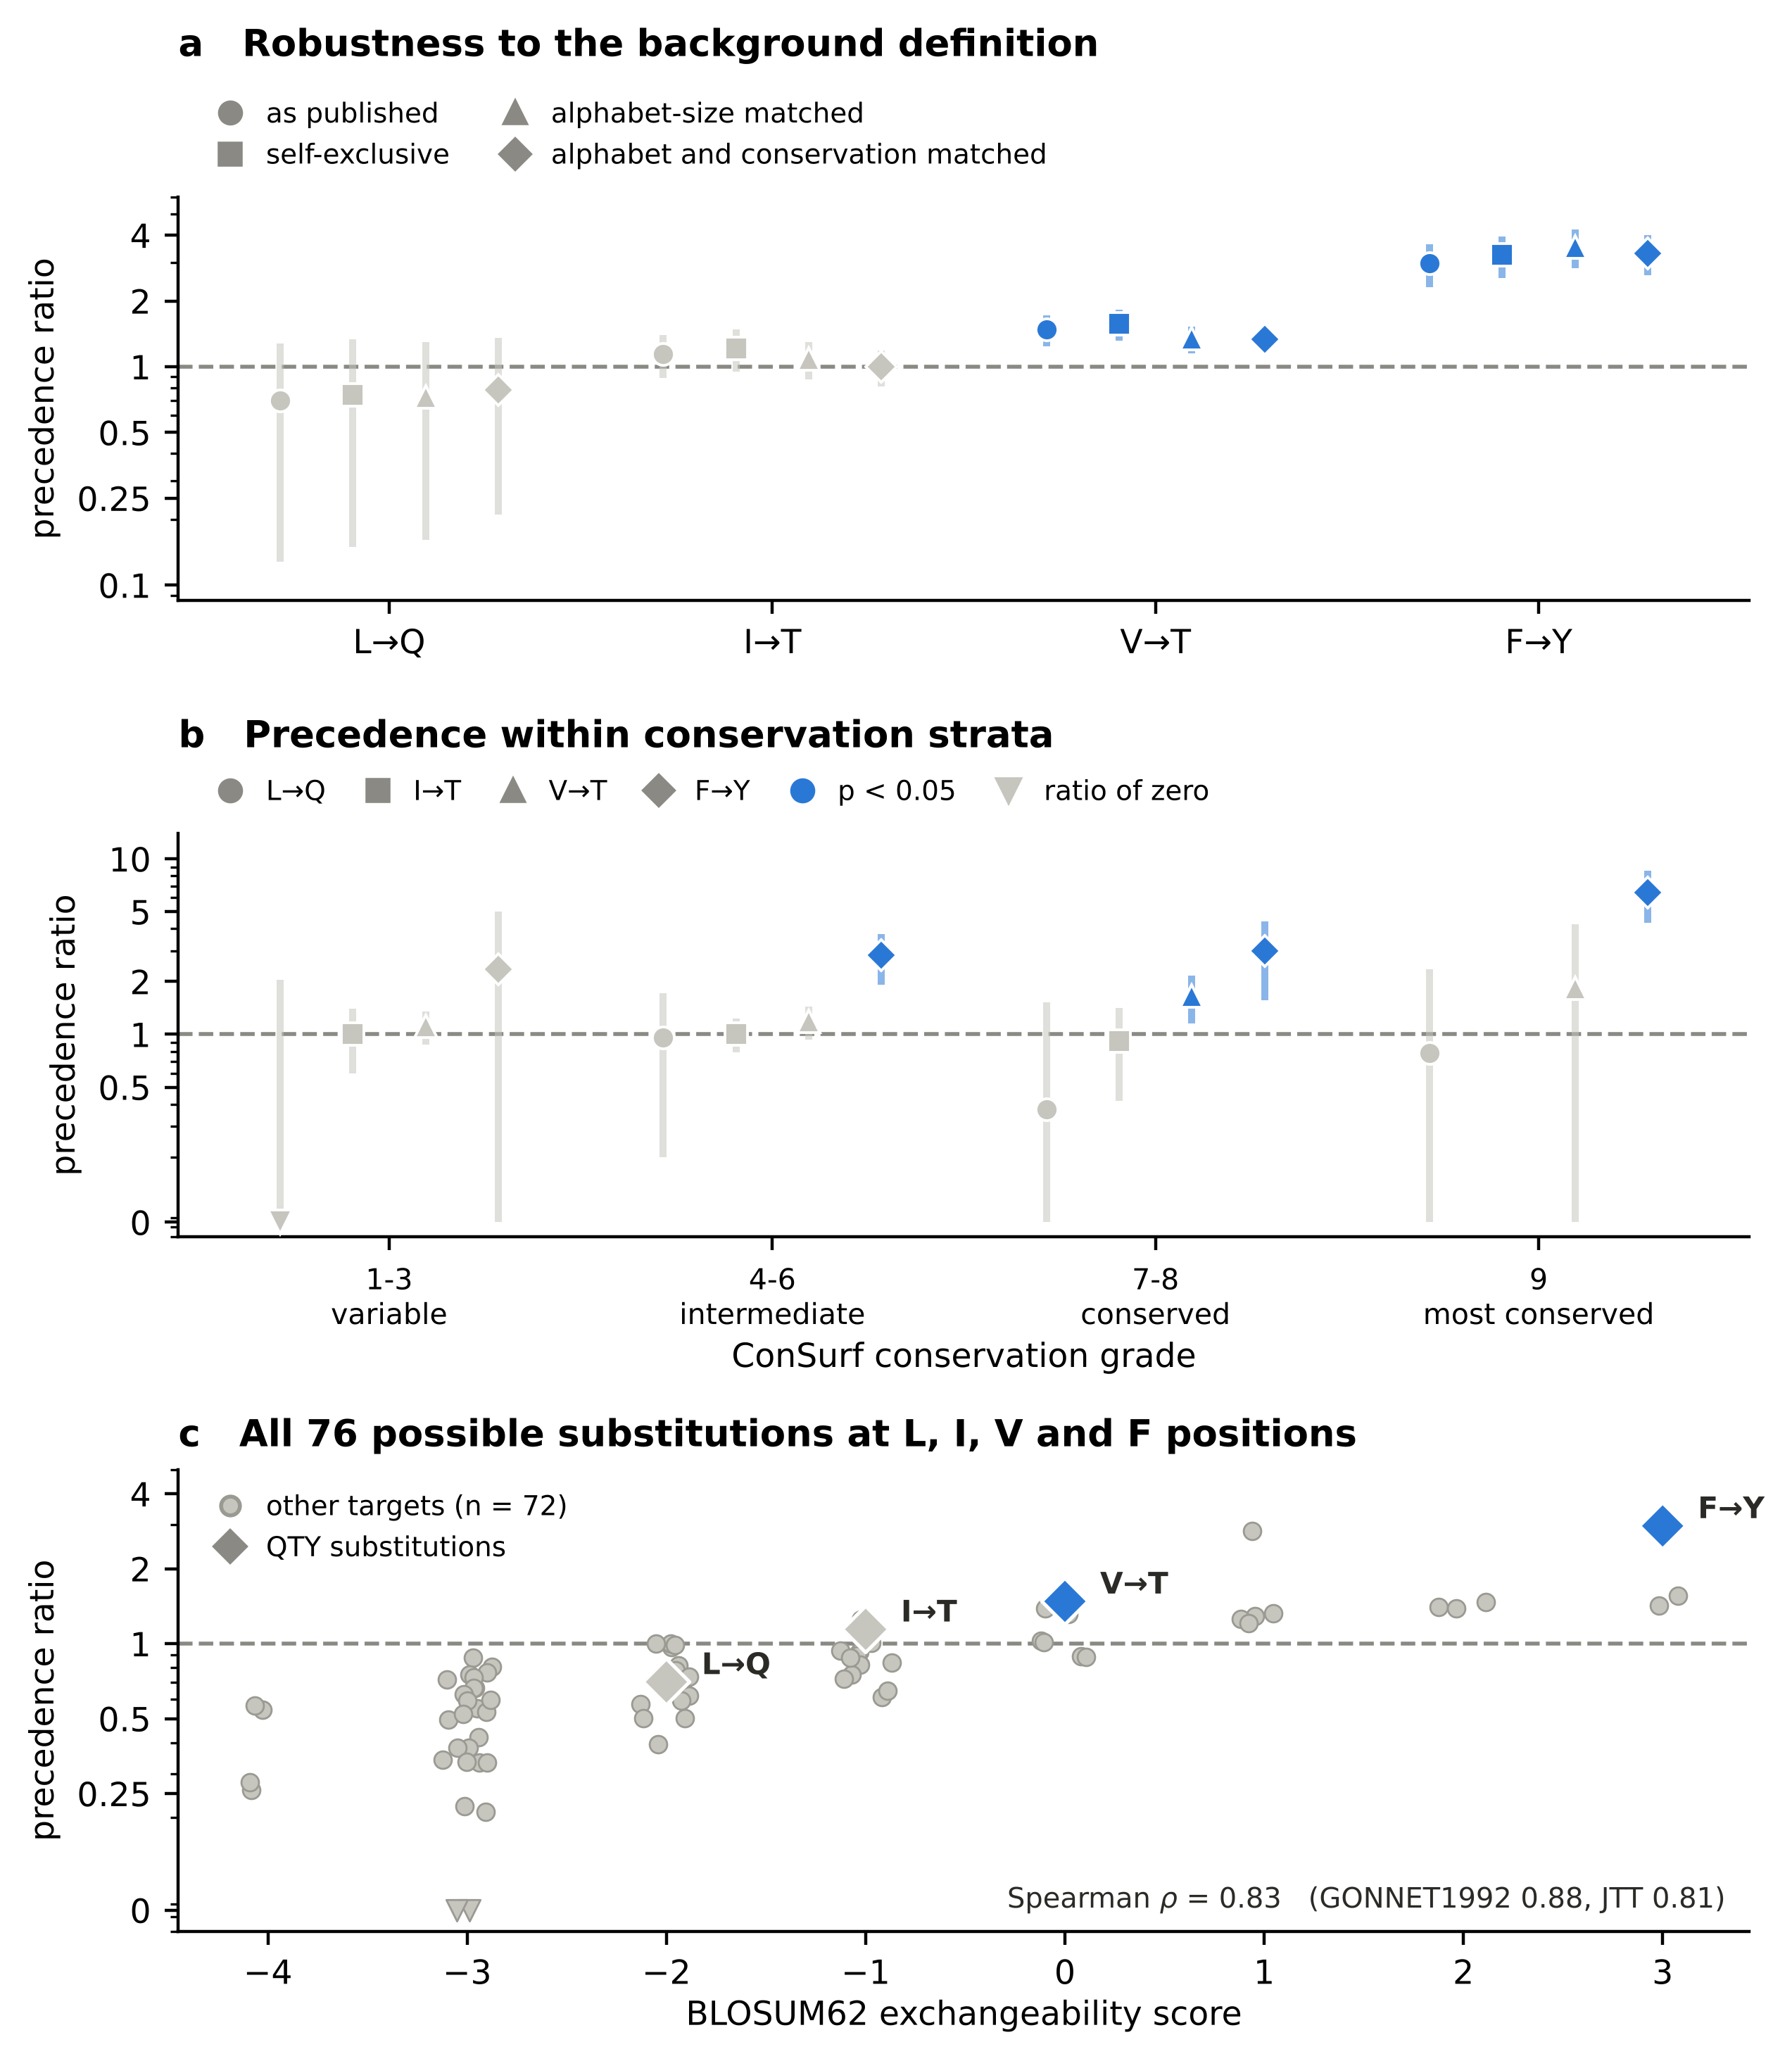 a Robustness to the background definition
as published
alphabet-size matched
self-exclusive
alphabet and conservation matched
precedence ratio
4
2
1
0.5
0.25
0.1
L→Q
I→T
V→T
F→Y
b Precedence within conservation strata
L→Q
I→T
V→T
F→Y
p < 0.05
ratio of zero
precedence ratio
10
5
2
1
0.5
0
1-3
variable
4-6
intermediate
7-8
conserved
9
most conserved
ConSurf conservation grade
c All 76 possible substitutions at L, I, V and F positions
other targets (n = 72)
QTY substitutions
precedence ratio
4
2
1
0.5
0.25
0
L→Q
I→T
V→T
F→Y
Spearman ρ = 0.83 (GONNET1992 0.88, JTT 0.81)
−4
−3
−2
−1
0
1
2
3
BLOSUM62 exchangeability score